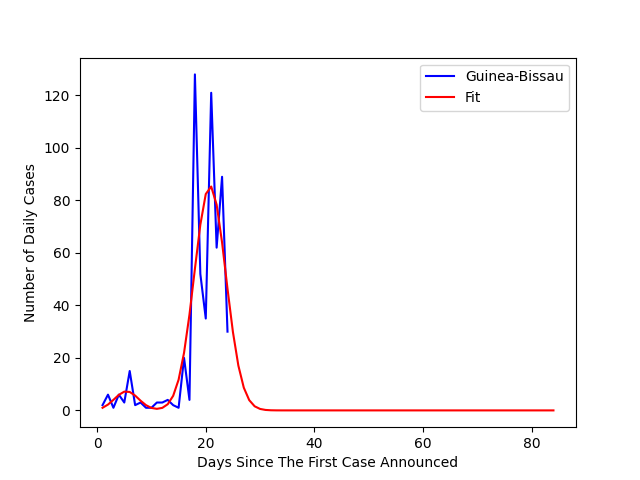 Guinea-Bissau
Fit
Number of Daily Cases
120
100
80
60
40
20
0
0 20 40 60 80
Days Since The First Case Announced